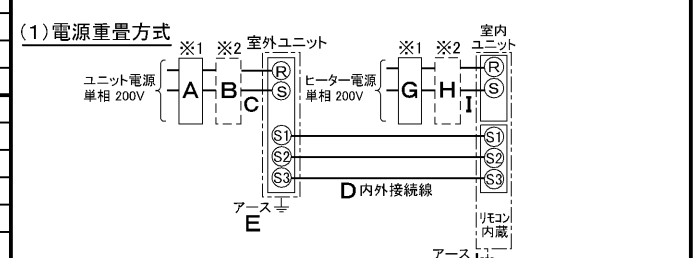 (1)電源重畳方式
※1 ※2 室外ユニット
ユニット電源
単相 200V
A B C
R
S
S1
S2
S3
アース
E
※1 ※2
室内
ユニット
ヒーター電源
単相 200V
G H I
R
S
S1
S2
S3
D 内外接続線
リモコン
内蔵
アース